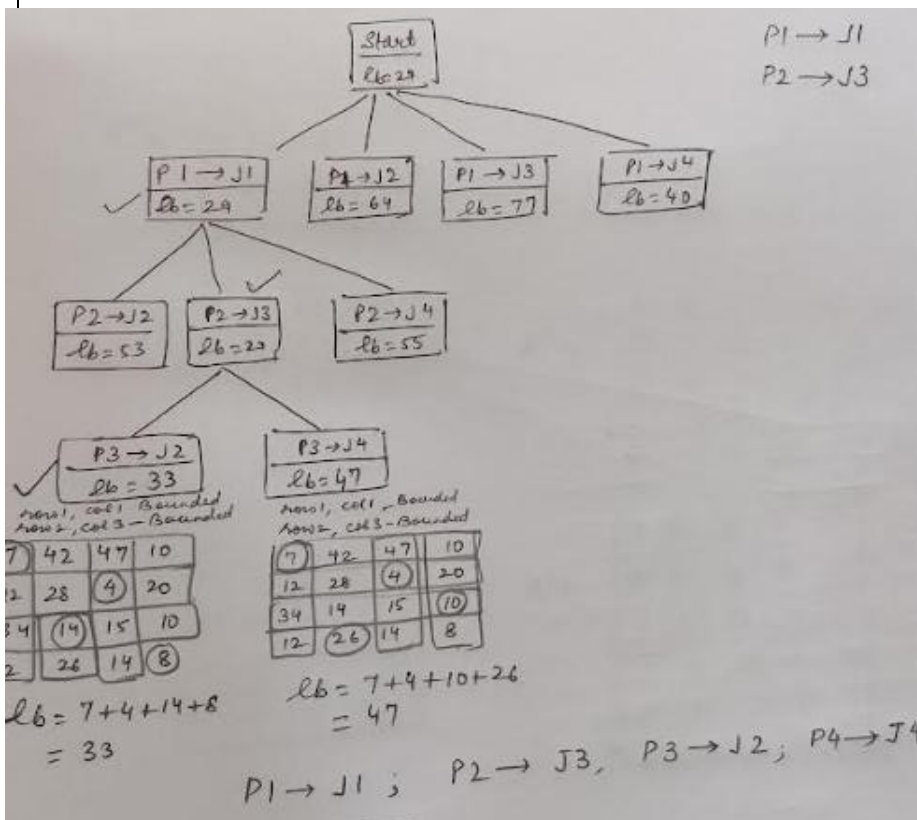 Start
lb=29
P1 → J1
P2 → J3
P1 → J1
lb = 29
P1 → J2
lb = 64
P1 → J3
lb = 77
P1 → J4
lb = 40
P2 → J2
lb = 53
P2 → J3
lb = 29
P2 → J4
lb = 55
P3 → J2
lb = 33
row1, col1 Bounded
row2, col3 - Bounded
7 42 47 10
2 28 4 20
34 14 15 10
2 26 14 8
lb = 7+4+14+8
= 33
P3 → J4
lb = 47
row1, col1 - Bounded
row2, col3 - Bounded
7 42 47 10
12 28 4 20
34 14 15 10
12 26 14 8
lb = 7+4+10+26
= 47
P1 → J1 ; P2 → J3, P3 → J2; P4 → J4